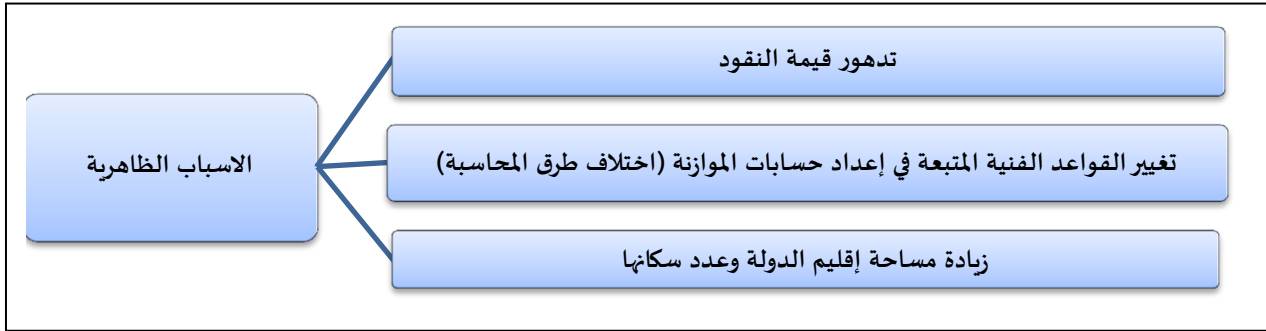 الاسباب الظاهرية
تدهور قيمة النقود
تغيير القواعد الفنية المتبعة في إعداد حسابات الموازنة (اختلاف طرق المحاسبة)
زيادة مساحة إقليم الدولة وعدد سكانها